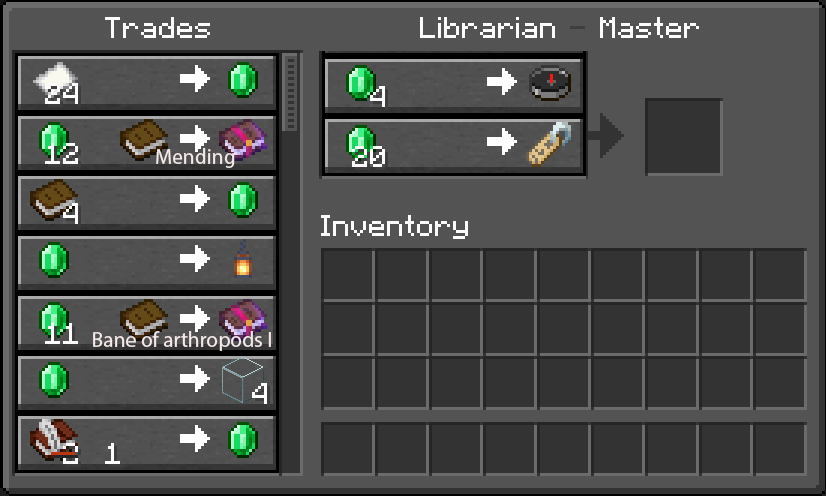 Trades
Librarian - Master
24
12
Mending
4
11
Bane of arthropods I
4
1
4
20
Inventory